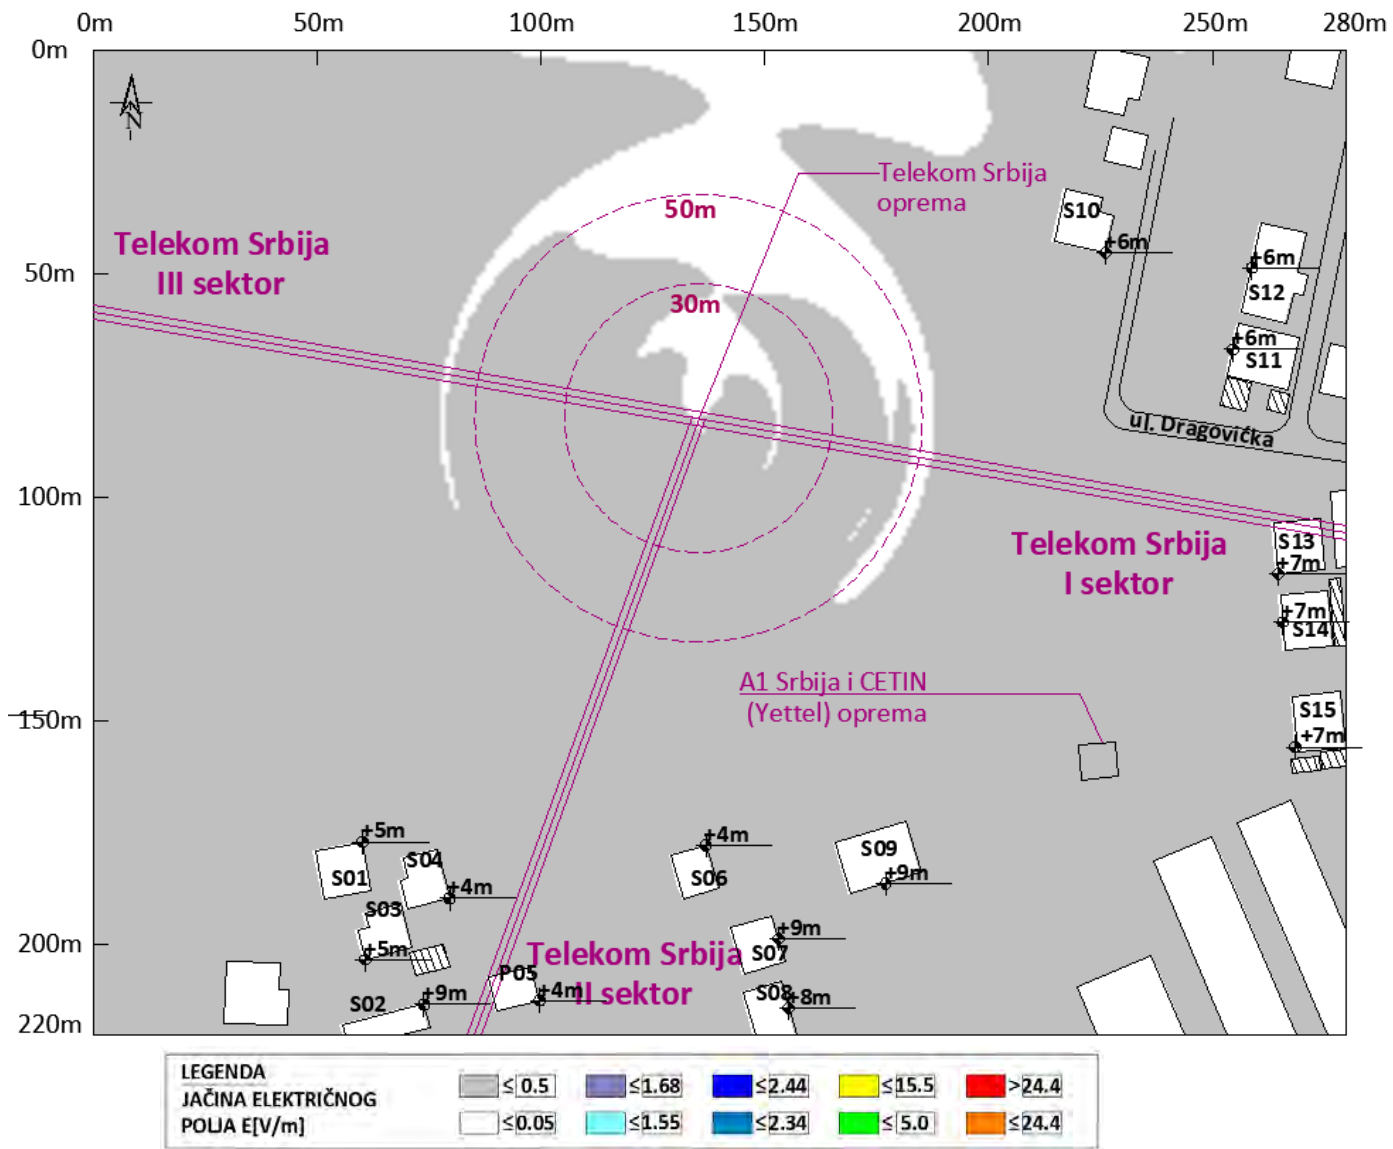 0m 50m 100m 150m 200m 250m 280m
0m
50m
100m
150m
200m
220m
N
Telekom Srbija
oprema
50m
30m
Telekom Srbija
III sektor
S10
+6m
+6m
S12
+6m
S11
ul. Dragovićka
Telekom Srbija
I sektor
S13
+7m
+7m
S14
S15
+7m
A1 Srbija i CETIN
(Yettel) oprema
+5m
S01
S04
+4m
S03
+5m
S02
+9m
P05
+4m
Telekom Srbija
II sektor
+4m
S06
S09
+9m
+9m
S07
S08
+8m
LEGENDA
JAČINA ELEKTRIČNOG
POLJA E[V/m]
≤ 0.5 ≤1.68 ≤2.44 ≤15.5 >24.4
≤0.05 ≤1.55 ≤2.34 ≤ 5.0 ≤24.4